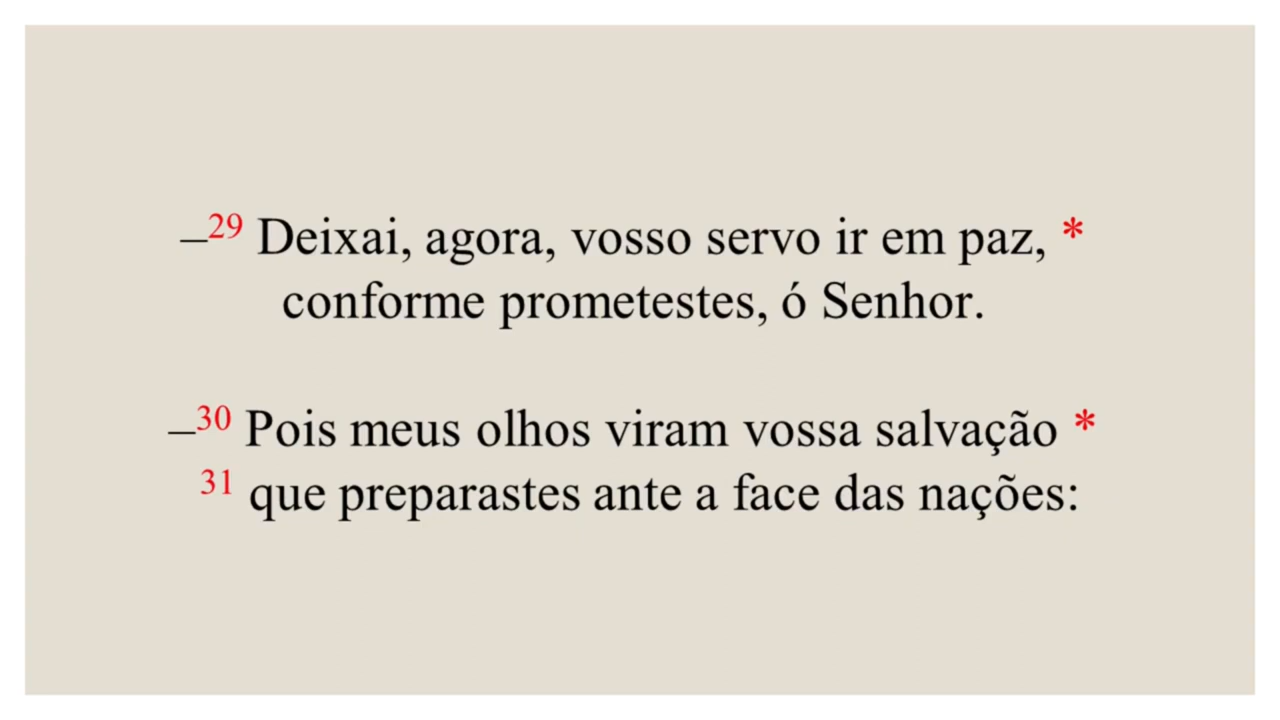 –29 Deixai, agora, vosso servo ir em paz, *
conforme prometestes, ó Senhor.
–30 Pois meus olhos viram vossa salvação *
31 que preparastes ante a face das nações: